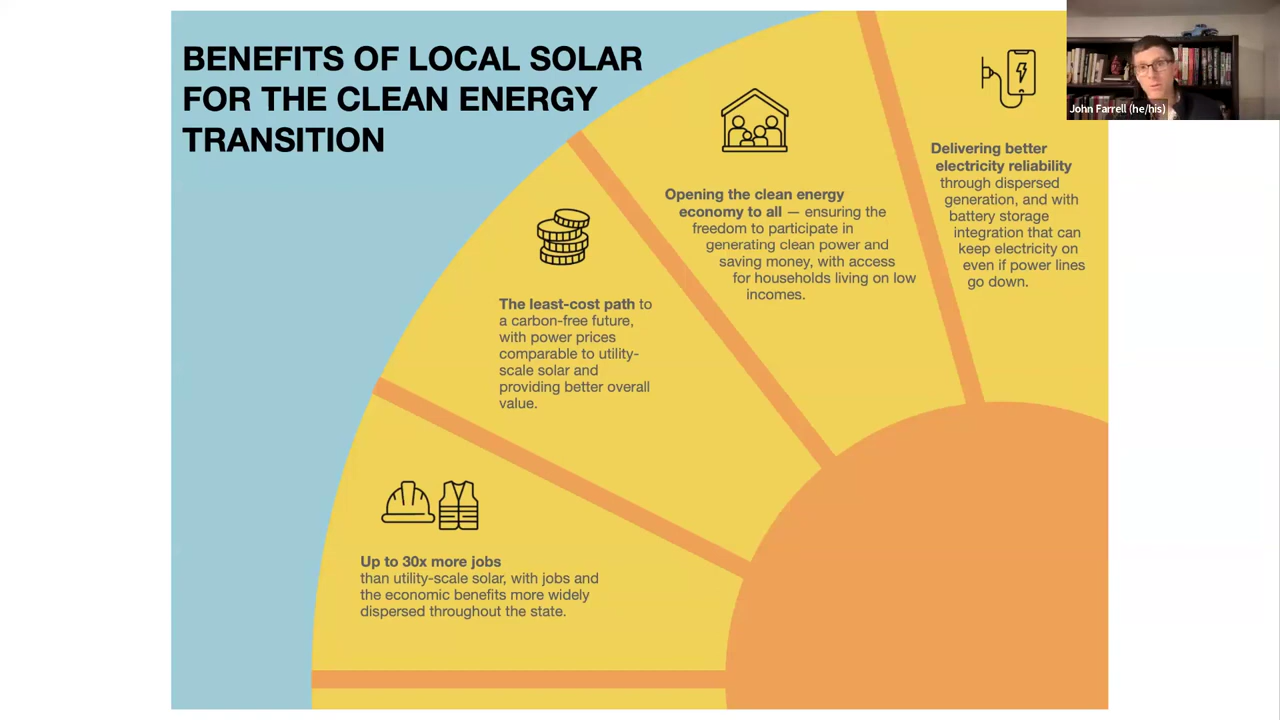 BENEFITS OF LOCAL SOLAR
FOR THE CLEAN ENERGY
TRANSITION
Up to 30x more jobs
than utility-scale solar, with jobs and
the economic benefits more widely
dispersed throughout the state.
The least-cost path to
a carbon-free future,
with power prices
comparable to utility-
scale solar and
providing better overall
value.
Opening the clean energy
economy to all — ensuring the
freedom to participate in
generating clean power and
saving money, with access
for households living on low
incomes.
Delivering better
electricity reliability
through dispersed
generation, and with
battery storage
integration that can
keep electricity on
even if power lines
go down.
John Farrell (he/his)